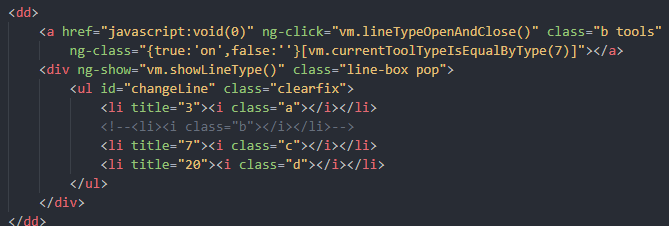 <dd>
<a href="javascript:void(0)" ng-click="vm.lineTypeOpenAndClose()" class="b tools"
ng-class="{true:'on',false:''}[vm.currentToolTypeIsEqualByType(7)]"></a>
<div ng-show="vm.showLineType()" class="line-box pop">
<ul id="changeLine" class="clearfix">
<li title="3"><i class="a"></i></li>
<!--<li><i class="b"></i></li>-->
<li title="7"><i class="c"></i></li>
<li title="20"><i class="d"></i></li>
</ul>
</div>
</dd>